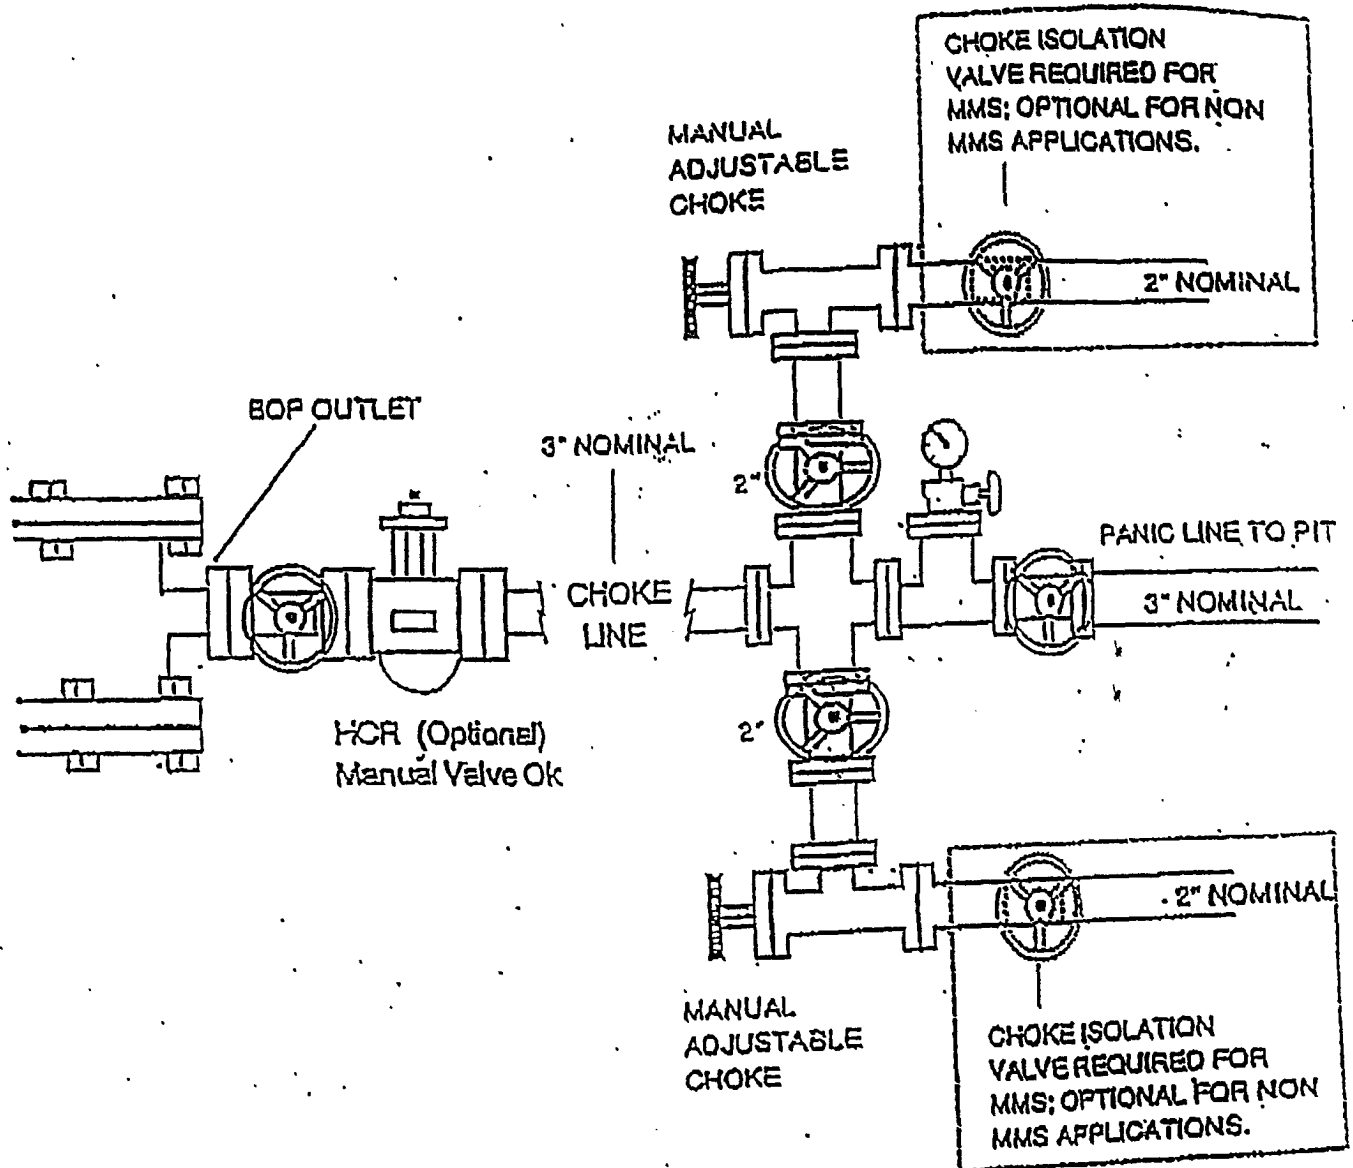 CHOKE ISOLATION
VALVE REQUIRED FOR
MMS; OPTIONAL FOR NON
MMS APPLICATIONS.
MANUAL
ADJUSTABLE
CHOKE
2" NOMINAL
BOP OUTLET
3" NOMINAL
2"
PANIC LINE TO PIT
CHOKE
LINE
3" NOMINAL
HCR (Optional)
Manual Valve Ok
2"
2" NOMINAL
MANUAL
ADJUSTABLE
CHOKE
CHOKE ISOLATION
VALVE REQUIRED FOR
MMS; OPTIONAL FOR NON
MMS APPLICATIONS.